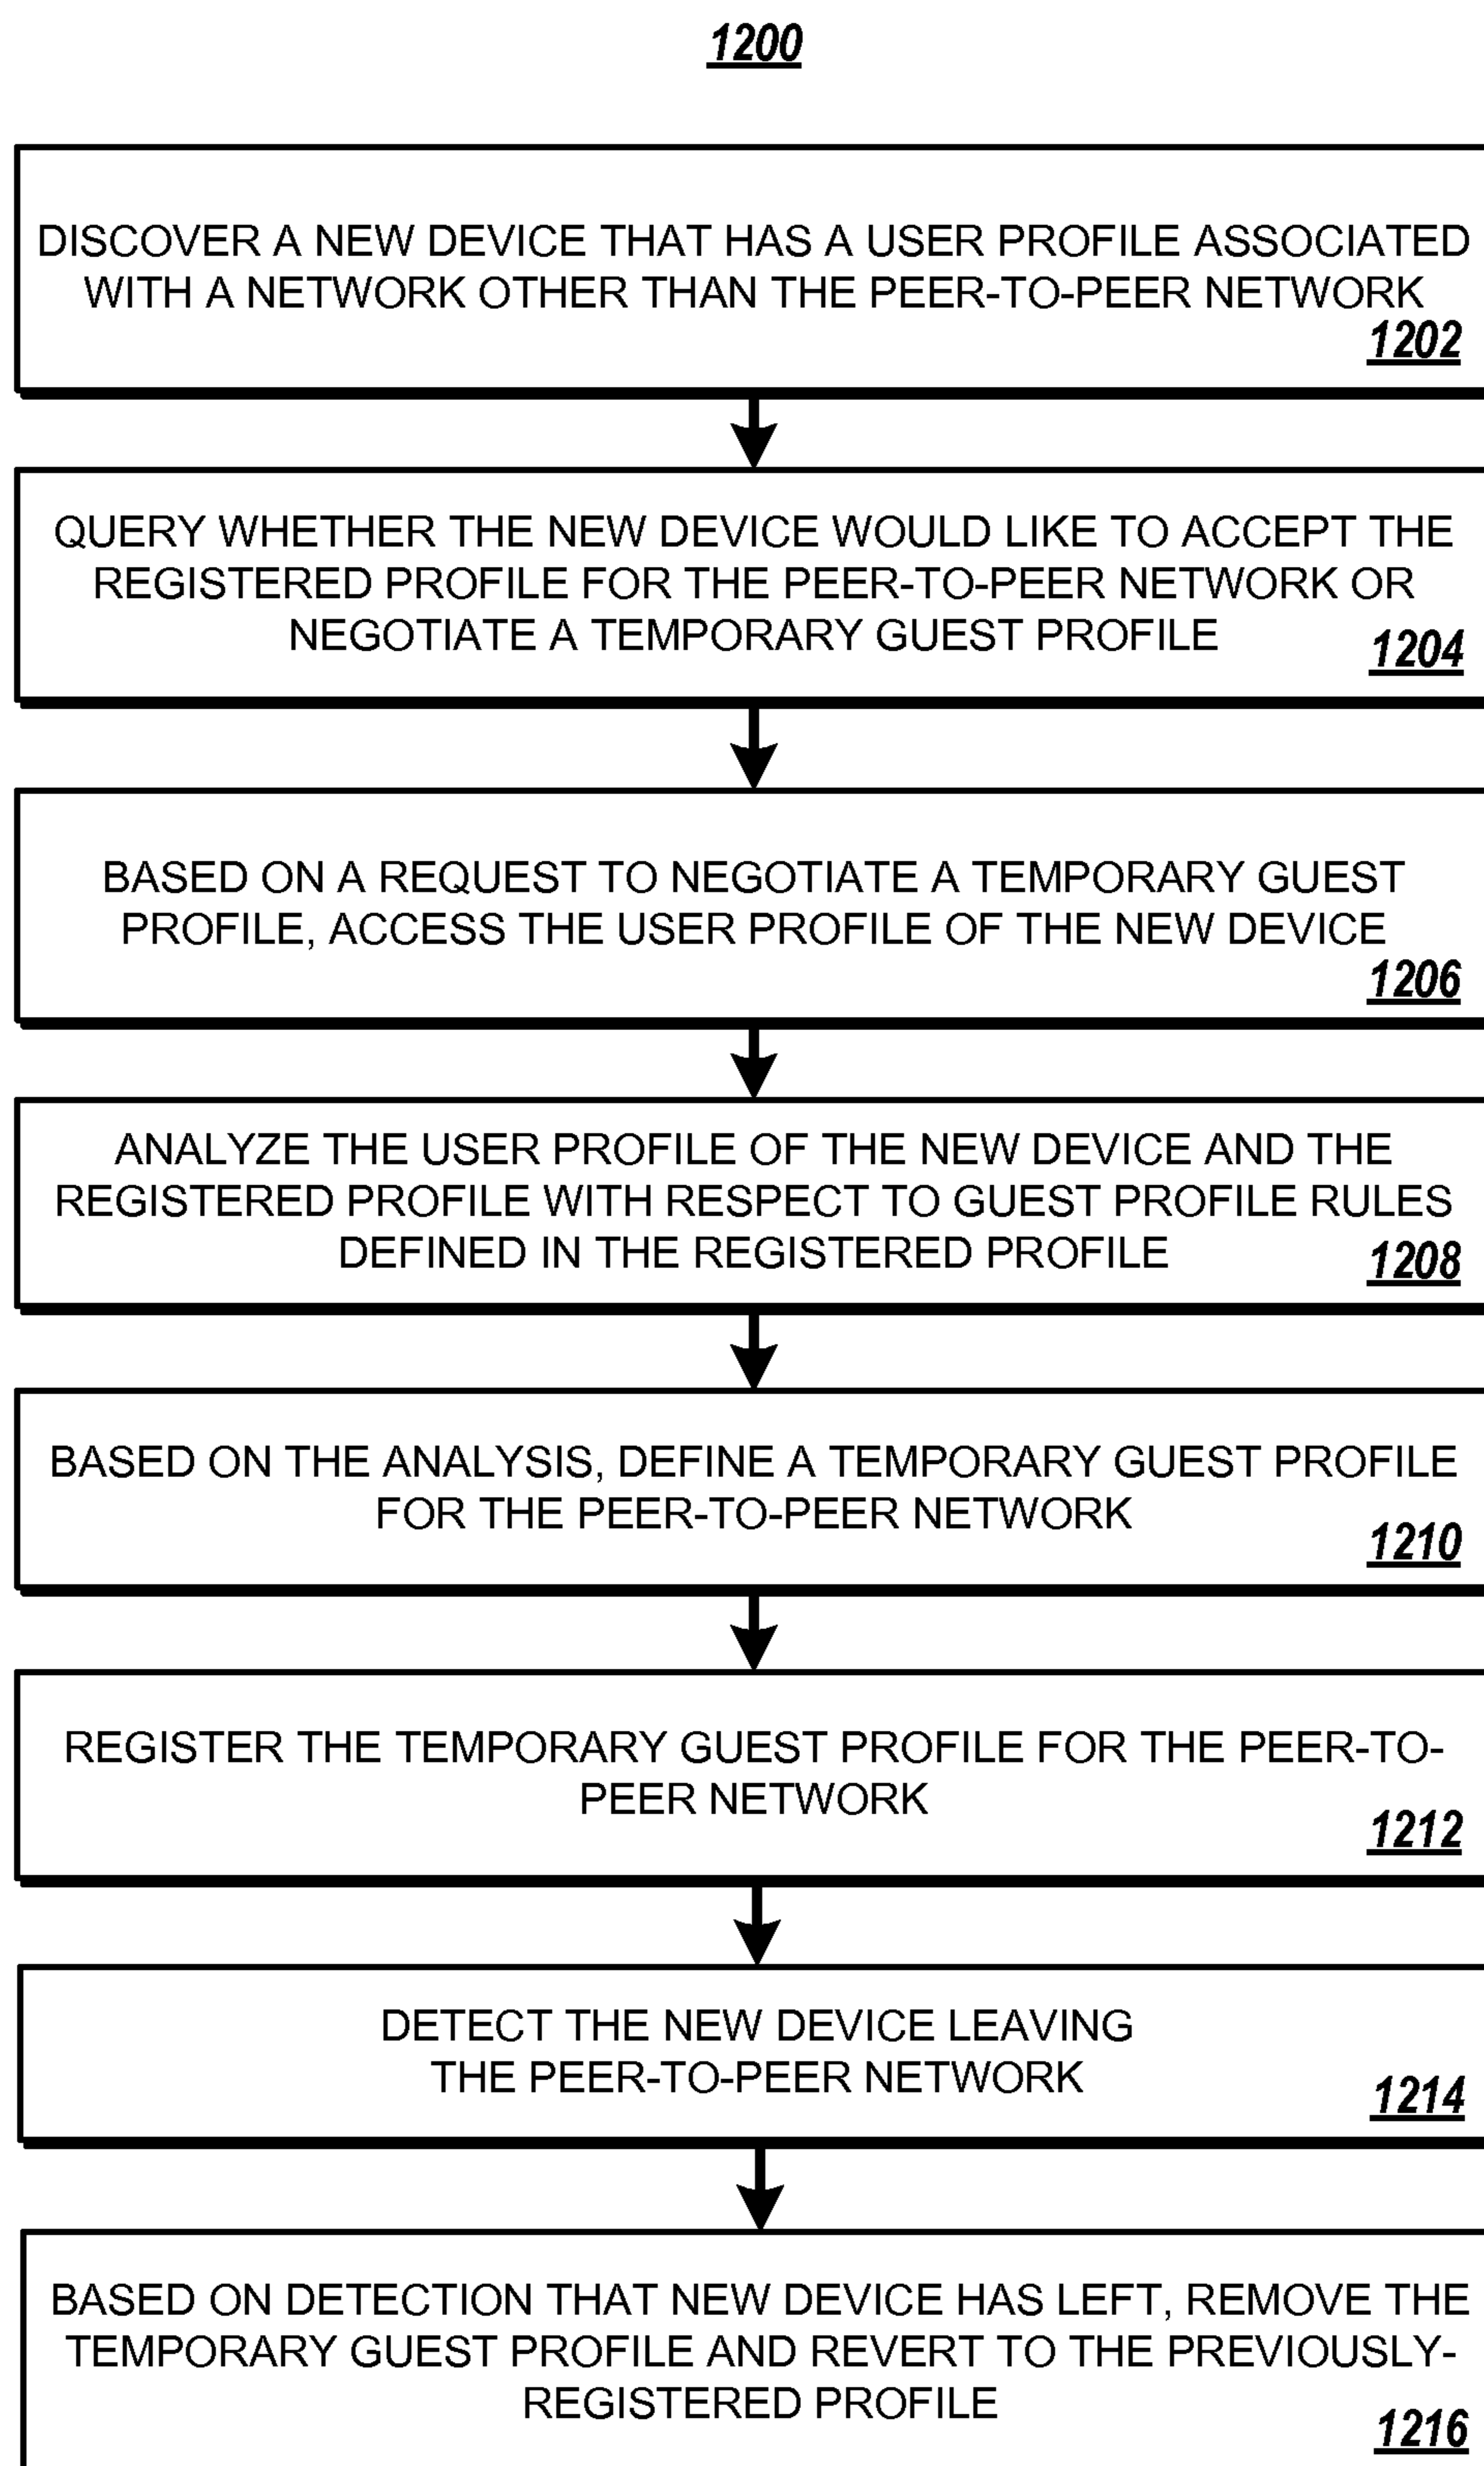 1200
DISCOVER A NEW DEVICE THAT HAS A USER PROFILE ASSOCIATED
WITH A NETWORK OTHER THAN THE PEER-TO-PEER NETWORK
1202
QUERY WHETHER THE NEW DEVICE WOULD LIKE TO ACCEPT THE
REGISTERED PROFILE FOR THE PEER-TO-PEER NETWORK OR
NEGOTIATE A TEMPORARY GUEST PROFILE
1204
BASED ON A REQUEST TO NEGOTIATE A TEMPORARY GUEST
PROFILE, ACCESS THE USER PROFILE OF THE NEW DEVICE
1206
ANALYZE THE USER PROFILE OF THE NEW DEVICE AND THE
REGISTERED PROFILE WITH RESPECT TO GUEST PROFILE RULES
DEFINED IN THE REGISTERED PROFILE
1208
BASED ON THE ANALYSIS, DEFINE A TEMPORARY GUEST PROFILE
FOR THE PEER-TO-PEER NETWORK
1210
REGISTER THE TEMPORARY GUEST PROFILE FOR THE PEER-TO-
PEER NETWORK
1212
DETECT THE NEW DEVICE LEAVING
THE PEER-TO-PEER NETWORK
1214
BASED ON DETECTION THAT NEW DEVICE HAS LEFT, REMOVE THE
TEMPORARY GUEST PROFILE AND REVERT TO THE PREVIOUSLY-
REGISTERED PROFILE
1216